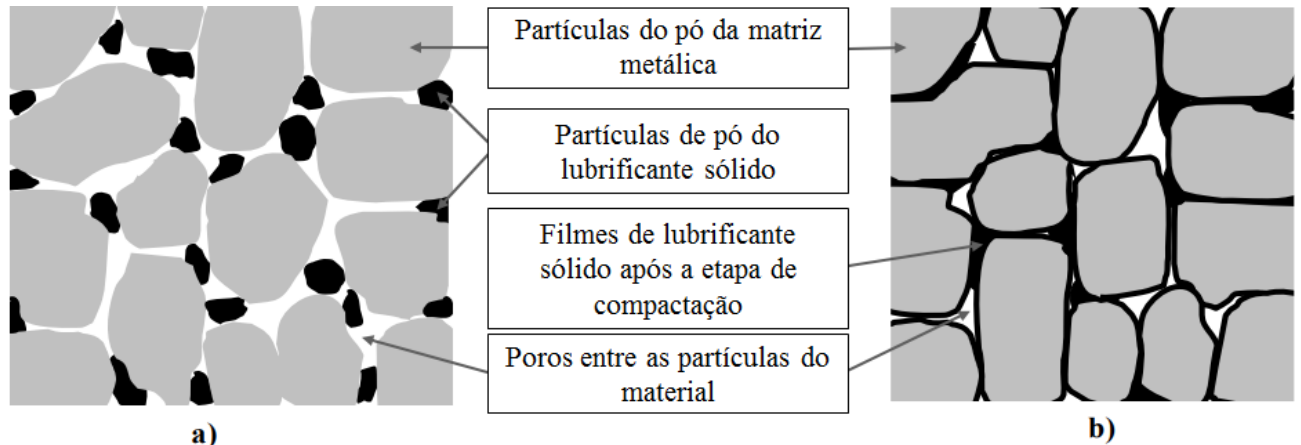 Partículas do pó da matriz
metálica
Partículas de pó do
lubrificante sólido
Filmes de lubrificante
sólido após a etapa de
compactação
Poros entre as partículas do
material
a)
b)